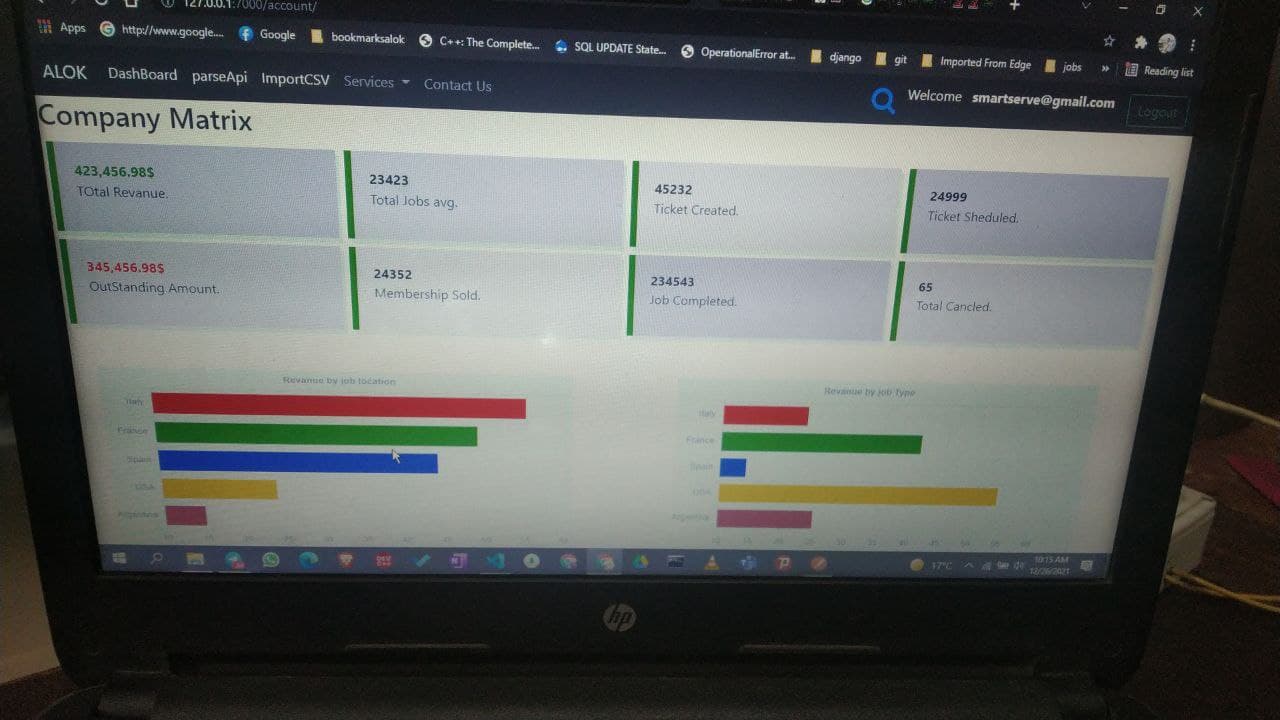 127.0.0.1:7000/account/
Apps http://www.google.... Google bookmarksalok C++: The Complete... SQL UPDATE State... OperationalError at... django git Imported From Edge jobs » Reading list
ALOK DashBoard parseApi ImportCSV Services Contact Us Welcome smartserve@gmail.com Logout
Company Matrix
423,456.98$
TOtal Revanue.
23423
Total Jobs avg.
45232
Ticket Created.
24999
Ticket Sheduled.
345,456.98$
OutStanding Amount.
24352
Membership Sold.
234543
Job Completed.
65
Total Cancled.
Revanue by job location
Italy
France
Spain
USA
Argentina
Revanue by job Type
Italy
France
Spain
USA
Argentina
17°C
10:15 AM
12/26/2021
hp